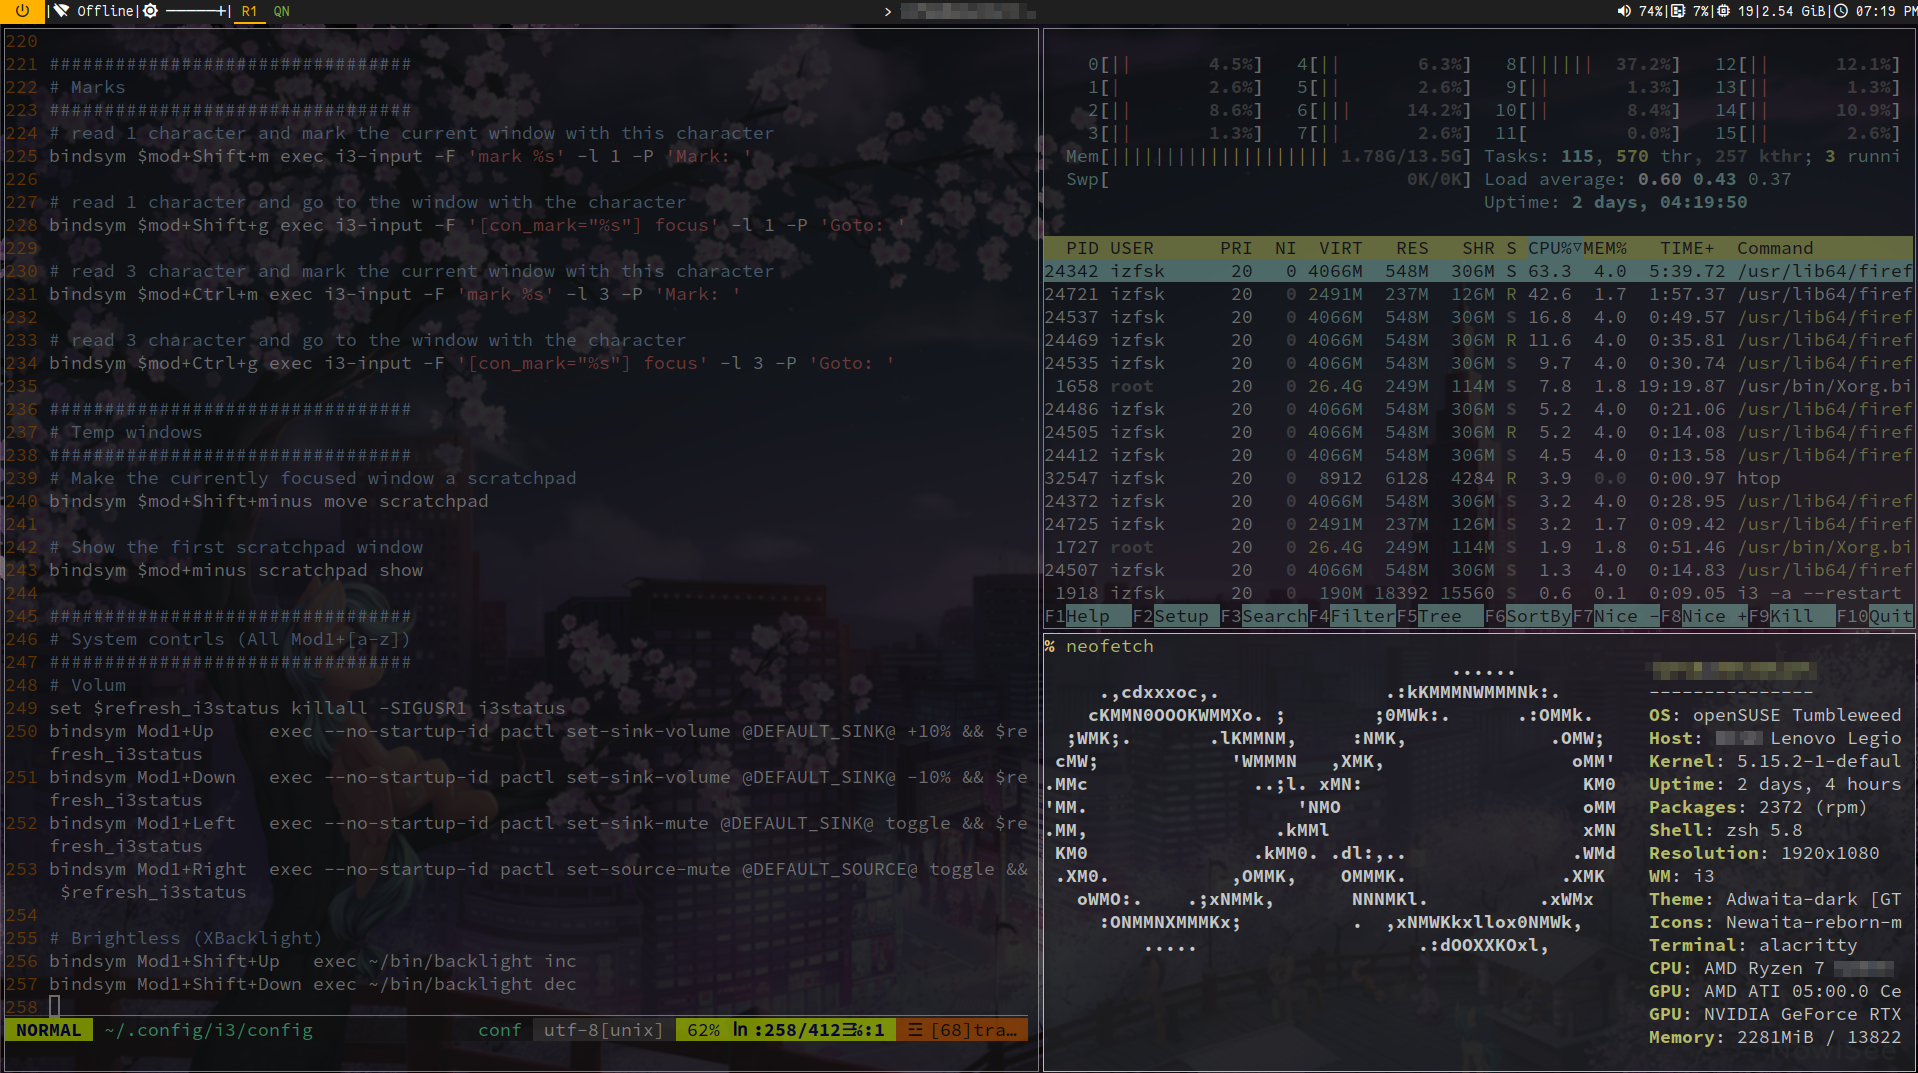 Offline R1 QN > 74% 7% 19 2.54 GiB 07:19 PM
220
221 #################################
222 # Marks
223 #################################
224 # read 1 character and mark the current window with this character
225 bindsym $mod+Shift+m exec i3-input -F 'mark %s' -l 1 -P 'Mark: '
226
227 # read 1 character and go to the window with the character
228 bindsym $mod+Shift+g exec i3-input -F '[con_mark="%s"] focus' -l 1 -P 'Goto: '
229
230 # read 3 character and mark the current window with this character
231 bindsym $mod+Ctrl+m exec i3-input -F 'mark %s' -l 3 -P 'Mark: '
232
233 # read 3 character and go to the window with the character
234 bindsym $mod+Ctrl+g exec i3-input -F '[con_mark="%s"] focus' -l 3 -P 'Goto: '
235
236 #################################
237 # Temp windows
238 #################################
239 # Make the currently focused window a scratchpad
240 bindsym $mod+Shift+minus move scratchpad
241
242 # Show the first scratchpad window
243 bindsym $mod+minus scratchpad show
244
245 #################################
246 # System contrls (All Mod1+[a-z])
247 #################################
248 # Volum
249 set $refresh_i3status killall -SIGUSR1 i3status
250 bindsym Mod1+Up     exec --no-startup-id pactl set-sink-volume @DEFAULT_SINK@ +10% && $re
fresh_i3status
251 bindsym Mod1+Down   exec --no-startup-id pactl set-sink-volume @DEFAULT_SINK@ -10% && $re
fresh_i3status
252 bindsym Mod1+Left   exec --no-startup-id pactl set-sink-mute @DEFAULT_SINK@ toggle && $re
fresh_i3status
253 bindsym Mod1+Right  exec --no-startup-id pactl set-source-mute @DEFAULT_SOURCE@ toggle &&
$refresh_i3status
254
255 # Brightless (XBacklight)
256 bindsym Mod1+Shift+Up   exec ~/bin/backlight inc
257 bindsym Mod1+Shift+Down exec ~/bin/backlight dec
258
NORMAL ~/.config/i3/config conf utf-8[unix] 62% ln :258/412☰%:1 ☲ [68]tra…
0[|| 4.5%] 4[|| 6.3%] 8[|||||| 37.2%] 12[|| 12.1%]
1[| 2.6%] 5[|| 2.6%] 9[|| 1.3%] 13[|| 1.3%]
2[|| 8.6%] 6[||| 14.2%] 10[|| 8.4%] 14[|| 10.9%]
3[|| 1.3%] 7[|| 2.6%] 11[ 0.0%] 15[|| 2.6%]
Mem[|||||||||||||||||||| 1.78G/13.5G] Tasks: 115, 570 thr, 257 kthr; 3 runni
Swp[ 0K/0K] Load average: 0.60 0.43 0.37
Uptime: 2 days, 04:19:50
PID USER PRI NI VIRT RES SHR S CPU%▽MEM% TIME+ Command
24342 izfsk 20 0 4066M 548M 306M S 63.3 4.0 5:39.72 /usr/lib64/firef
24721 izfsk 20 0 2491M 237M 126M R 42.6 1.7 1:57.37 /usr/lib64/firef
24537 izfsk 20 0 4066M 548M 306M S 16.8 4.0 0:49.57 /usr/lib64/firef
24469 izfsk 20 0 4066M 548M 306M R 11.6 4.0 0:35.81 /usr/lib64/firef
24535 izfsk 20 0 4066M 548M 306M S 9.7 4.0 0:30.74 /usr/lib64/firef
1658 root 20 0 26.4G 249M 114M S 7.8 1.8 19:19.87 /usr/bin/Xorg.bi
24486 izfsk 20 0 4066M 548M 306M S 5.2 4.0 0:21.06 /usr/lib64/firef
24505 izfsk 20 0 4066M 548M 306M R 5.2 4.0 0:14.08 /usr/lib64/firef
24412 izfsk 20 0 4066M 548M 306M S 4.5 4.0 0:13.58 /usr/lib64/firef
32547 izfsk 20 0 8912 6128 4284 R 3.9 0.0 0:00.97 htop
24372 izfsk 20 0 4066M 548M 306M S 3.2 4.0 0:28.95 /usr/lib64/firef
24725 izfsk 20 0 2491M 237M 126M S 3.2 1.7 0:09.42 /usr/lib64/firef
1727 root 20 0 26.4G 249M 114M S 1.9 1.8 0:51.46 /usr/bin/Xorg.bi
24507 izfsk 20 0 4066M 548M 306M S 1.3 4.0 0:14.83 /usr/lib64/firef
1918 izfsk 20 0 190M 18392 15560 S 0.6 0.1 0:09.05 i3 -a --restart
F1Help F2Setup F3SearchF4FilterF5Tree F6SortByF7Nice -F8Nice +F9Kill F10Quit
% neofetch
---------------
OS: openSUSE Tumbleweed
Host: Lenovo Legio
Kernel: 5.15.2-1-defaul
Uptime: 2 days, 4 hours
Packages: 2372 (rpm)
Shell: zsh 5.8
Resolution: 1920x1080
WM: i3
Theme: Adwaita-dark [GT
Icons: Newaita-reborn-m
Terminal: alacritty
CPU: AMD Ryzen 7
GPU: AMD ATI 05:00.0 Ce
GPU: NVIDIA GeForce RTX
Memory: 2281MiB / 13822